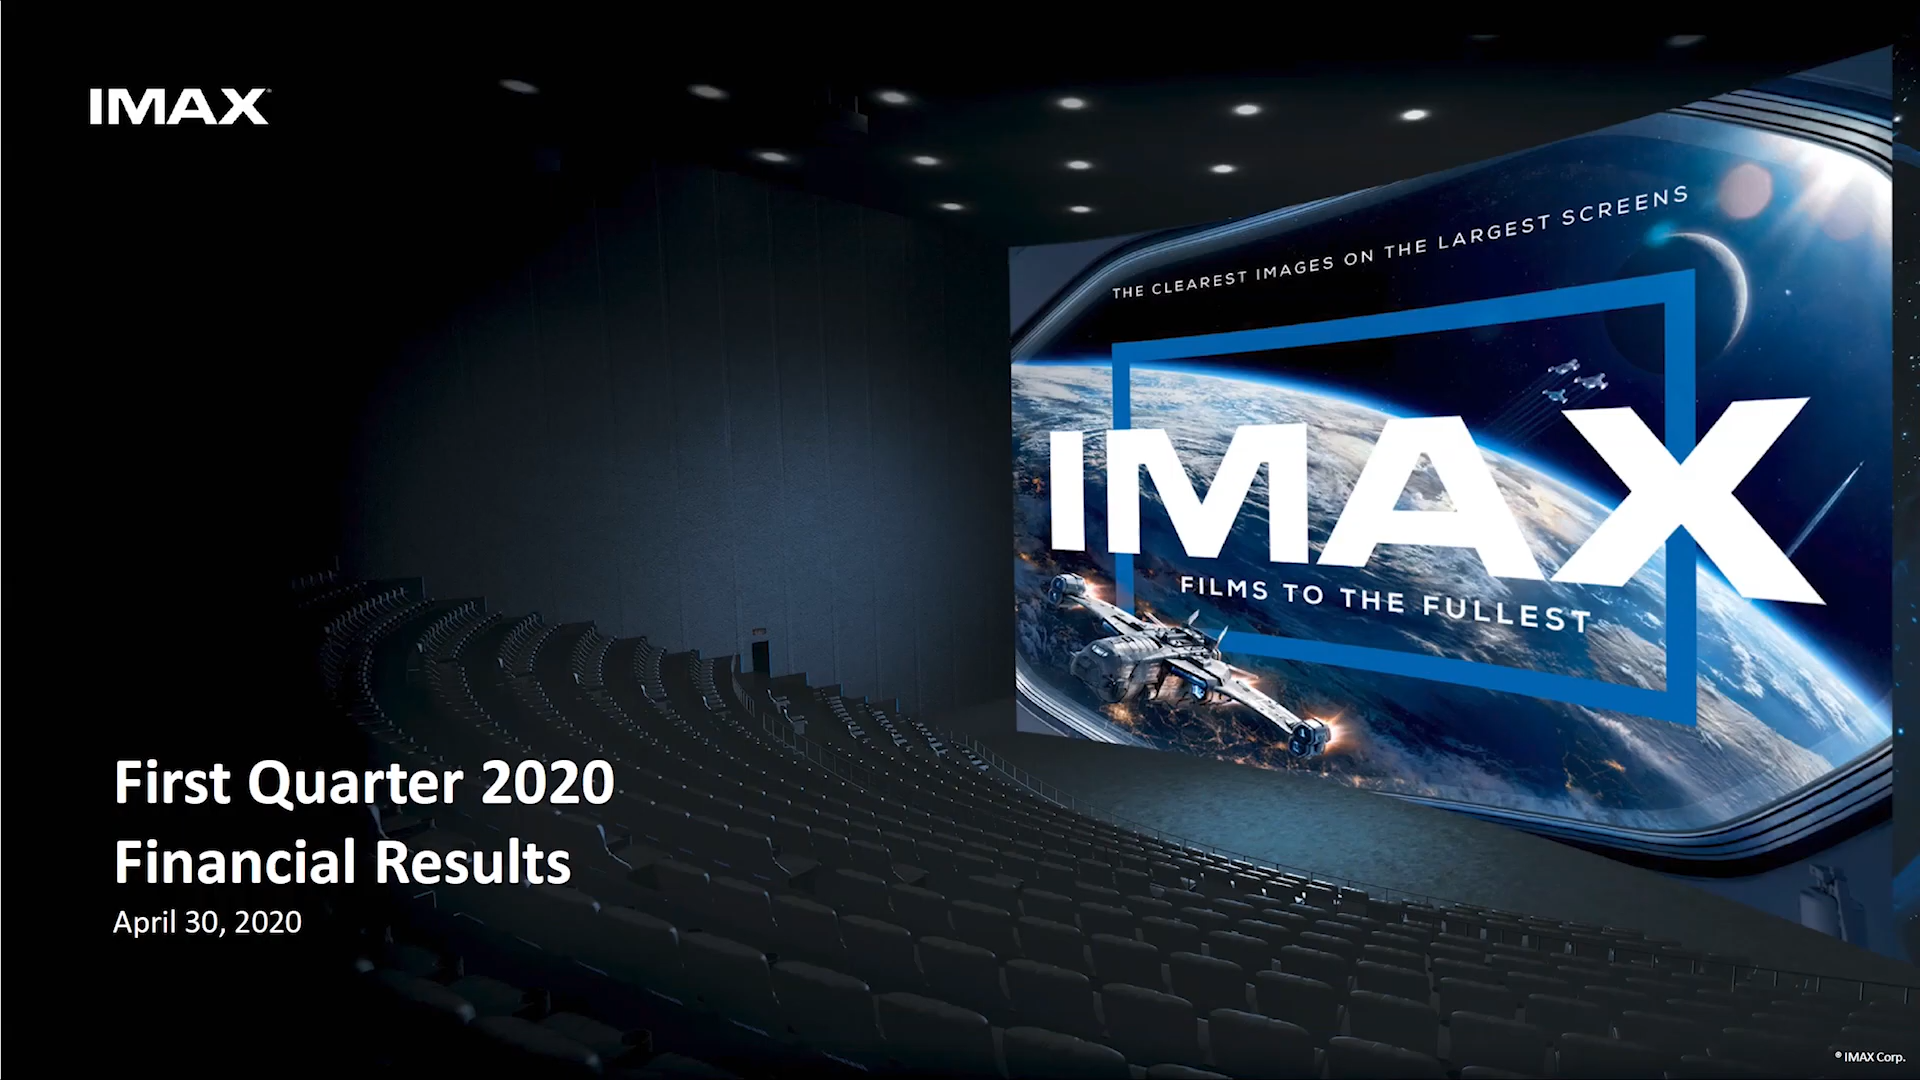 IMAX®
THE CLEAREST IMAGES ON THE LARGEST SCREENS
IMAX
FILMS TO THE FULLEST
First Quarter 2020
Financial Results
April 30, 2020
® IMAX Corp.